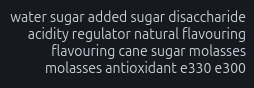 water sugar added sugar disaccharide
acidity regulator natural flavouring
flavouring cane sugar molasses
molasses antioxidant e330 e300